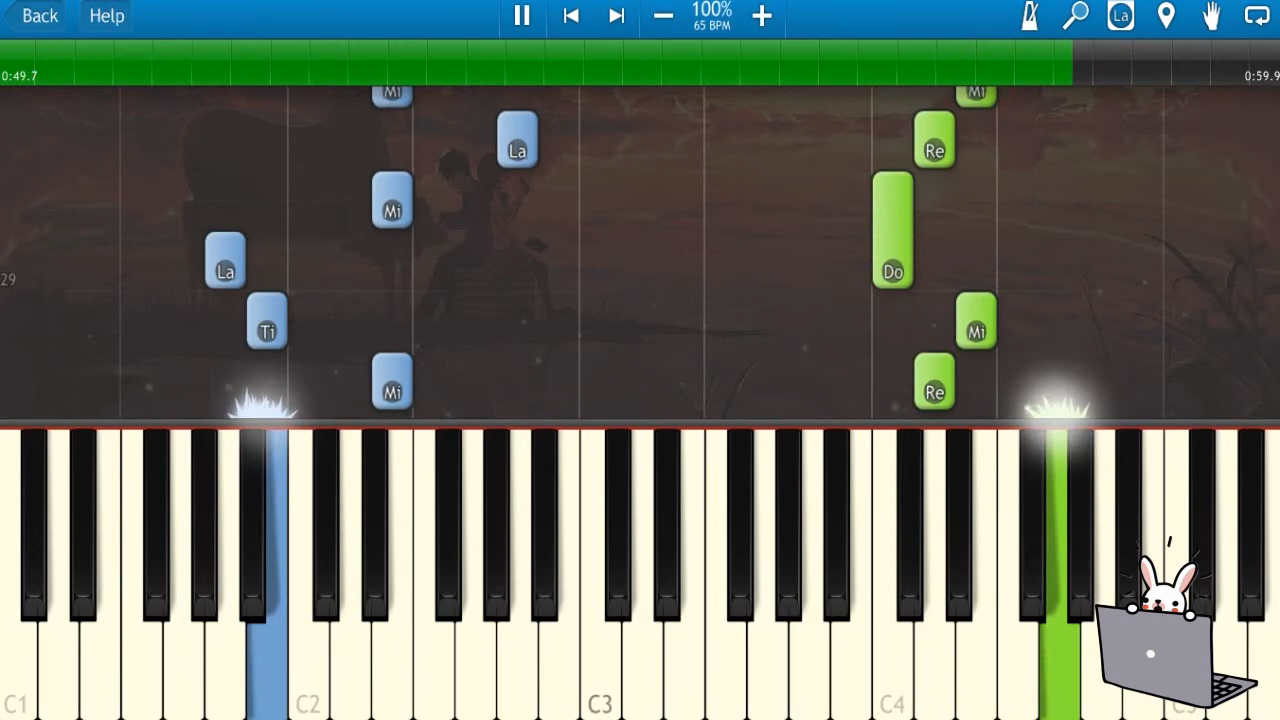 Back Help 100% La
65 BPM
0:49.7 0:59.9
Mi Mi
La Re
Mi
La Do
29
Ti Mi
Mi Re
C1 C2 C3 C4